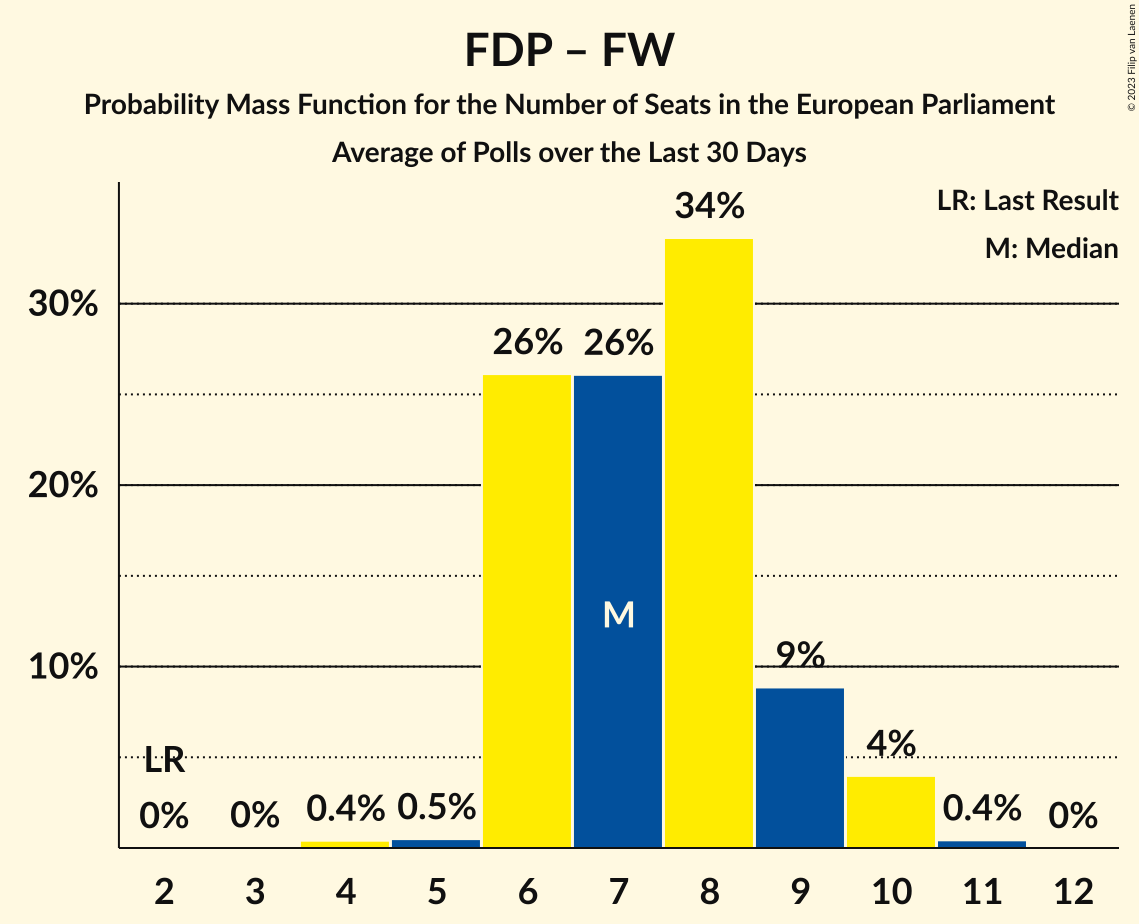 FDP – FW
Probability Mass Function for the Number of Seats in the European Parliament
Average of Polls over the Last 30 Days
© 2023 Filip van Laenen
LR: Last Result
M: Median
34%
30%
26% 26%
20%
M
9%
10%
4%
LR
0% 0% 0.4% 0.5% 0.4% 0%
2 3 4 5 6 7 8 9 10 11 12